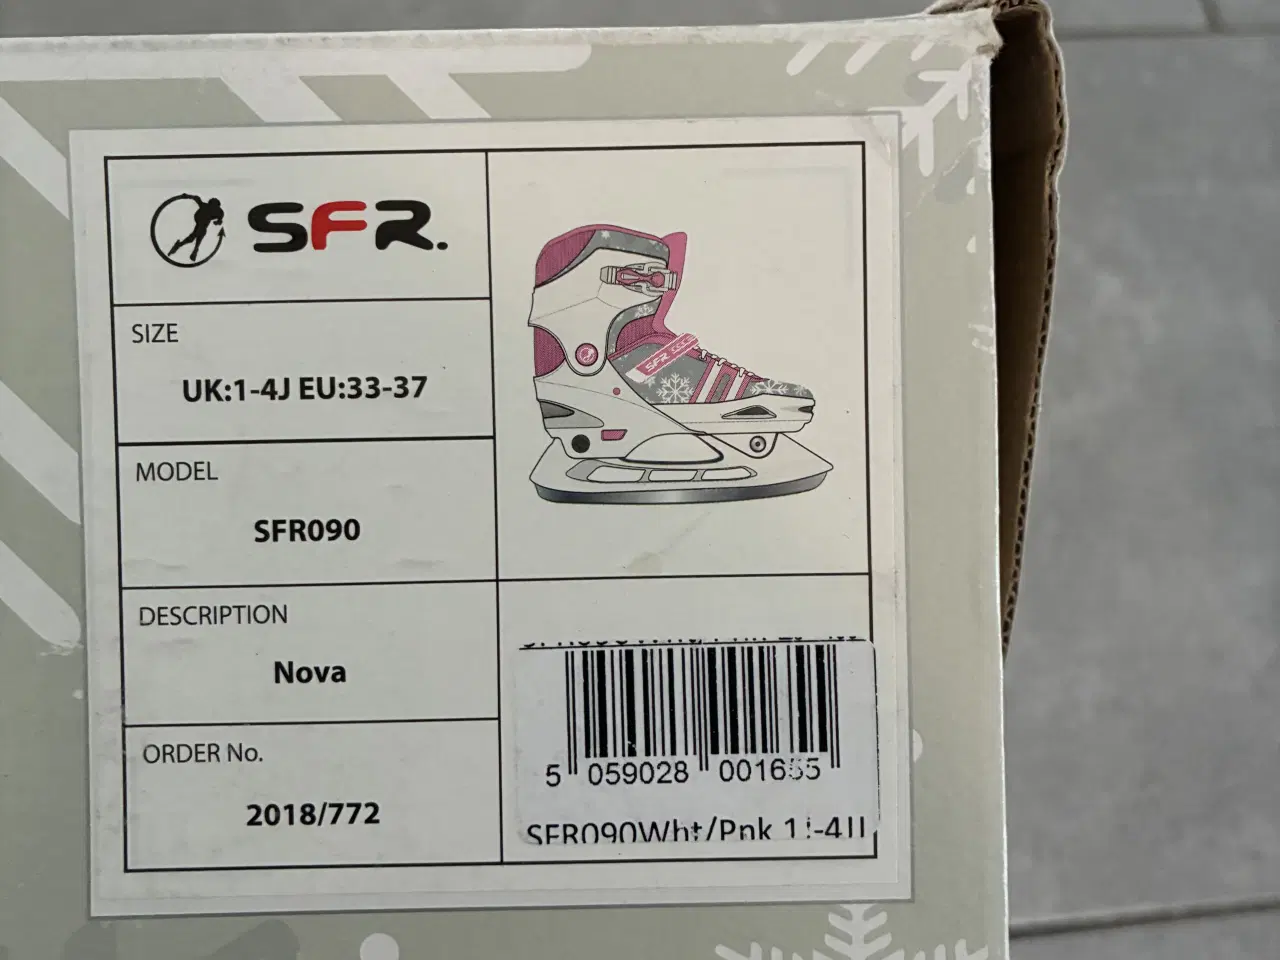 SFR.
SIZE
UK:1-4J EU:33-37
MODEL
SFR090
DESCRIPTION
Nova
ORDER No.
2018/772
SFR
5 059028 001655
SFR090Wht/Pnk